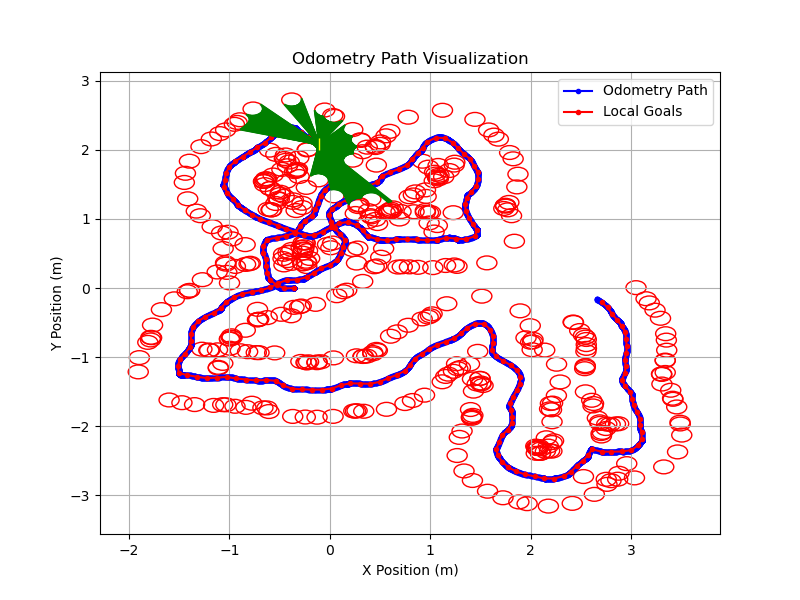 Odometry Path Visualization
Odometry Path
Local Goals
Y Position (m)
3
2
1
0
−1
−2
−3
−2
−1
0
1
2
3
X Position (m)